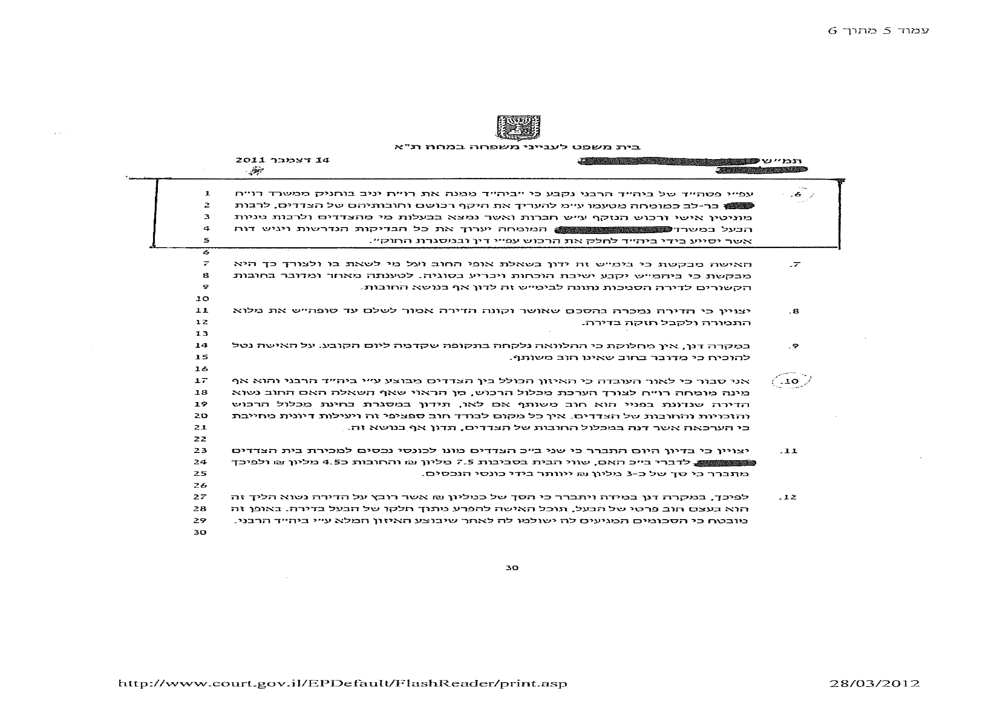 עמוד 5 מתוך 6
בית משפט לענייני משפחה במחוז ת"א
תמ"ש
14 דצמבר 2011
6. עפ"י פסה"ד של ביה"ד הרבני נקבע כי "ביה"ד ממנה את רו"ח יניב בוחניק ממשרד רו"ח 1
בר-לב כמומחה מטעמו ע"מ להעריך את היקף רכושם וחובותיהם של הצדדים, לרבות 2
מוניטין אישי ורכוש הנזקף ע"ש חברות ואשר נמצא בבעלות מי מהצדדים ולרבות מניות 3
הבעל במשרד המומחה יערוך את כל הבדיקות הנדרשות ויגיש דוח 4
אשר יסייע בידי ביה"ד לחלק את הרכוש עפ"י דין ובמסגרת החוק". 5
6
7. האישה מבקשת כי בימ"ש זה ידון בשאלת אופי החוב ועל מי לשאת בו ולצורך כך היא 7
מבקשת כי ביהמ"ש יקבע ישיבת הוכחות ויכריע בסוגיה. לטענתה מאחר ומדובר בחובות 8
הקשורים לדירה הסמכות נתונה לבימ"ש זה לדון אף בנושא החובות. 9
10
8. יצויין כי הדירה נמכרה בהסכם שאושר וקונה הדירה אמור לשלם עד סופה"ש את מלוא 11
התמורה ולקבל חזקה בדירה. 12
13
9. במקרה דנן, אין מחלוקת כי ההלוואה נלקחה בתקופה שקדמה ליום הקובע. על האישה נטל 14
להוכיח כי מדובר בחוב שאינו חוב משותף. 15
16
10. אני סבור כי לאור העובדה כי האיזון הכולל בין הצדדים מבוצע ע"י ביה"ד הרבני והוא אף 17
מינה מומחה רו"ח לצורך הערכת מכלול הרכוש, מן הראוי שאף השאלה האם החוב נשוא 18
הדירה שנדונת בפניי הוא חוב משותף אם לאו, תידון במסגרת בחינת מכלול הרכוש 19
והזכויות והחובות של הצדדים. אין כל מקום לבודד חוב ספציפי זה ויעילות דיונית מחייבת 20
כי הערכאה אשר דנה במכלול החובות של הצדדים, תדון אף בנושא זה. 21
22
11. יצויין כי בדיון היום התברר כי שני ב"כ הצדדים מונו לכונסי נכסים למכירת בית הצדדים 23
לדברי ב"כ האם, שווי הבית בסביבות 7.5 מליון ₪ והחובות כ4.5 מליון ₪ ולפיכך 24
מתברר כי סך של כ-3 מליון ₪ ייוותר בידי כונסי הנכסים. 25
26
12. לפיכך, במקרה דנן במידה ויתברר כי הסך של כמליון ₪ אשר רובץ על הדירה נשוא הליך זה 27
הוא בעצם חוב פרטי של הבעל, תוכל האישה להפרע מתוך חלקו של הבעל בדירה. באופן זה 28
מובטח כי הסכומים המגיעים לה ישולמו לה לאחר שיבוצע האיזון המלא ע"י ביה"ד הרבני. 29
30
30
http://www.court.gov.il/EPDefault/FlashReader/print.asp
28/03/2012